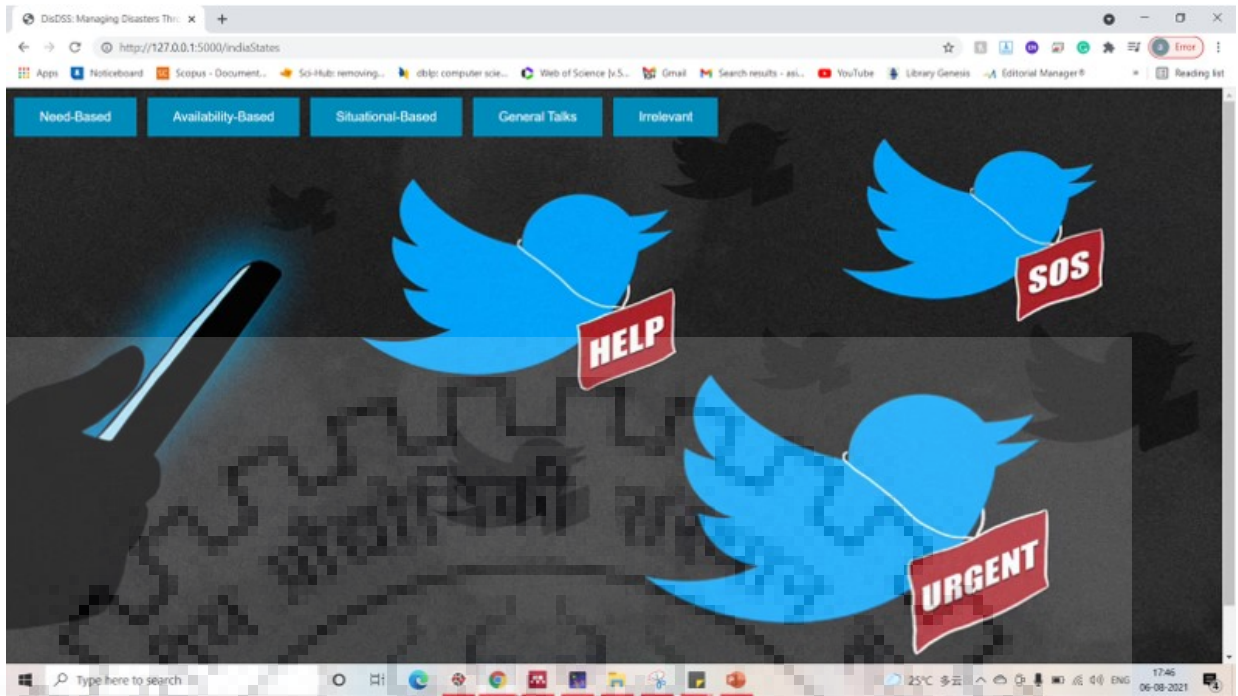 DisDSS: Managing Disasters Thr
http://127.0.0.1:5000/indiaStates
Error
Apps Noticeboard Scopus - Document... Sci-Hub: removing... dblp: computer scie... Web of Science [v.5... Gmail Search results - asi... YouTube Library Genesis Editorial Manager® Reading list
Need-Based Availability-Based Situational-Based General Talks Irrelevant
SOS
HELP
URGENT
Type here to search
25°C 多云 ENG 17:46
06-08-2021